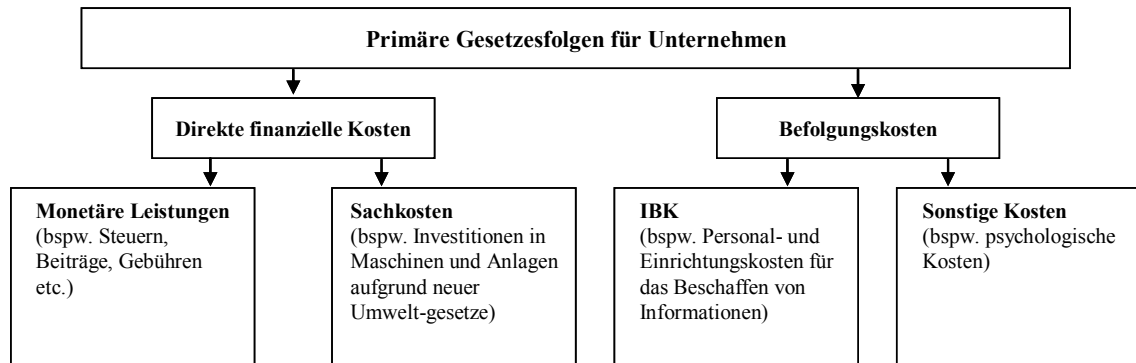 Primäre Gesetzesfolgen für Unternehmen
Direkte finanzielle Kosten
Befolgungskosten
Monetäre Leistungen
(bspw. Steuern,
Beiträge, Gebühren
etc.)
Sachkosten
(bspw. Investitionen in
Maschinen und Anlagen
aufgrund neuer
Umwelt-gesetze)
IBK
(bspw. Personal- und
Einrichtungskosten für
das Beschaffen von
Informationen)
Sonstige Kosten
(bspw. psychologische
Kosten)